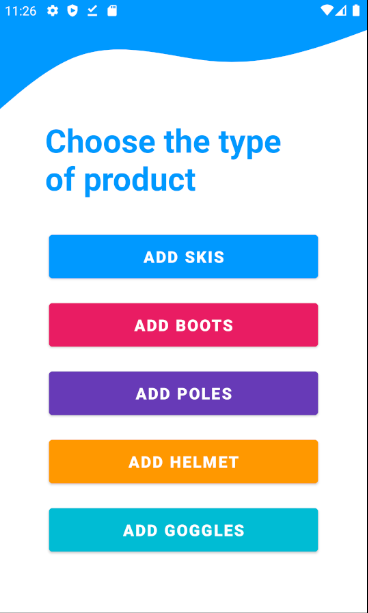 11:26
Choose the type
of product
ADD SKIS
ADD BOOTS
ADD POLES
ADD HELMET
ADD GOGGLES